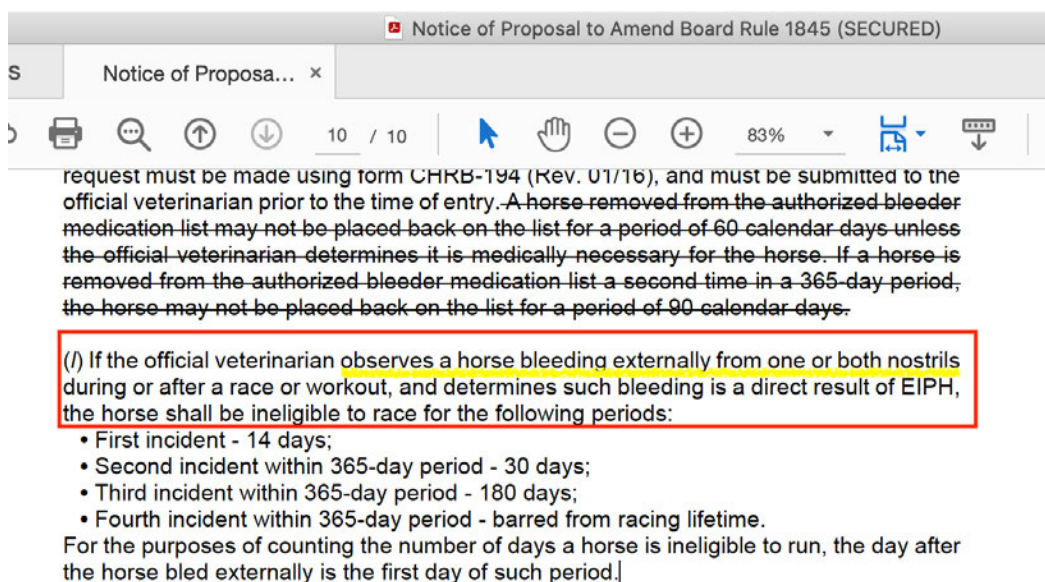 Notice of Proposal to Amend Board Rule 1845 (SECURED)
S Notice of Proposa... ×
10 / 10 83%
request must be made using form CHRB-194 (Rev. 01/16), and must be submitted to the
official veterinarian prior to the time of entry. A horse removed from the authorized bleeder
medication list may not be placed back on the list for a period of 60 calendar days unless
the official veterinarian determines it is medically necessary for the horse. If a horse is
removed from the authorized bleeder medication list a second time in a 365-day period,
the horse may not be placed back on the list for a period of 90 calendar days.
(l) If the official veterinarian observes a horse bleeding externally from one or both nostrils
during or after a race or workout, and determines such bleeding is a direct result of EIPH,
the horse shall be ineligible to race for the following periods:
• First incident - 14 days;
• Second incident within 365-day period - 30 days;
• Third incident within 365-day period - 180 days;
• Fourth incident within 365-day period - barred from racing lifetime.
For the purposes of counting the number of days a horse is ineligible to run, the day after
the horse bled externally is the first day of such period.